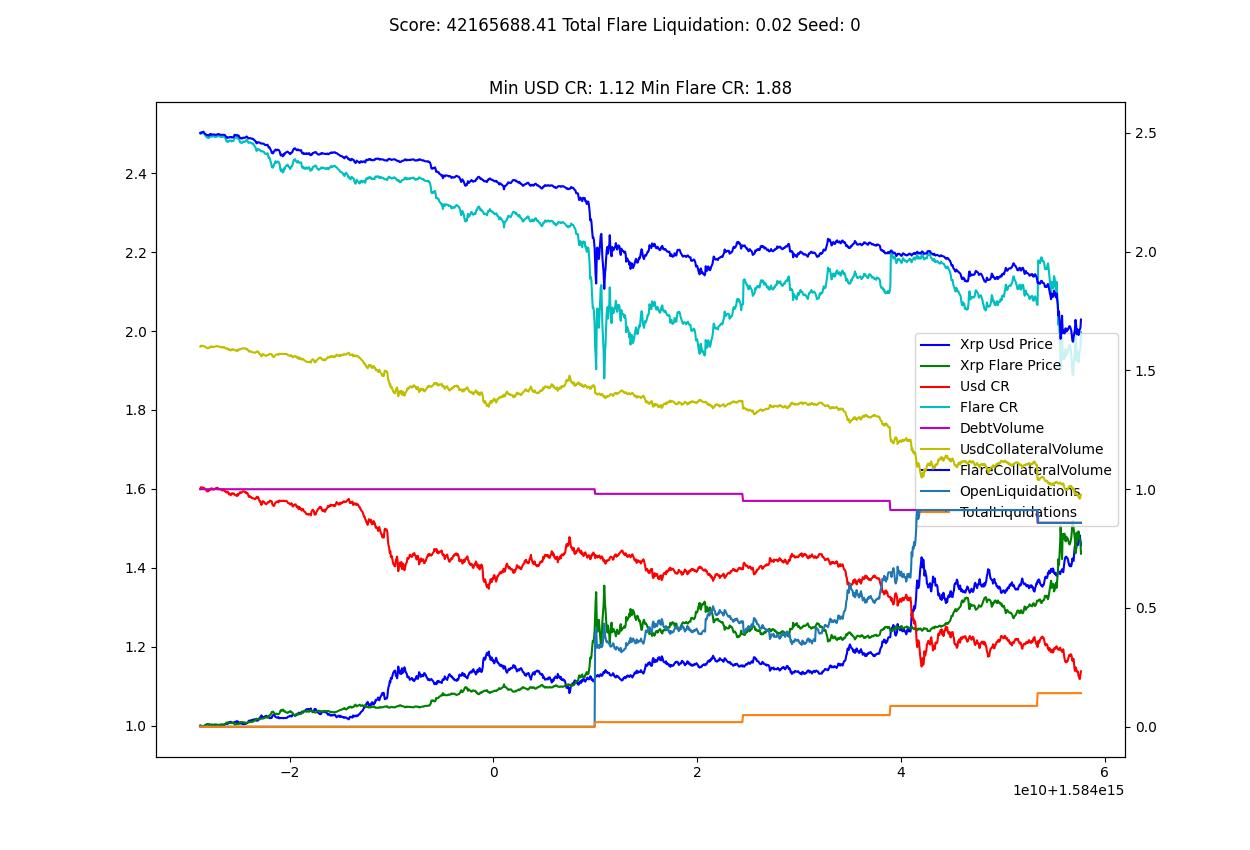 Score: 42165688.41 Total Flare Liquidation: 0.02 Seed: 0
Min USD CR: 1.12 Min Flare CR: 1.88
2.4
2.2
2.0
1.8
1.6
1.4
1.2
1.0
2.5
2.0
1.5
1.0
0.5
0.0
Xrp Usd Price
Xrp Flare Price
Usd CR
Flare CR
DebtVolume
UsdCollateralVolume
FlareCollateralVolume
OpenLiquidations
TotalLiquidations
−2 0 2 4 6
1e10+1.584e15